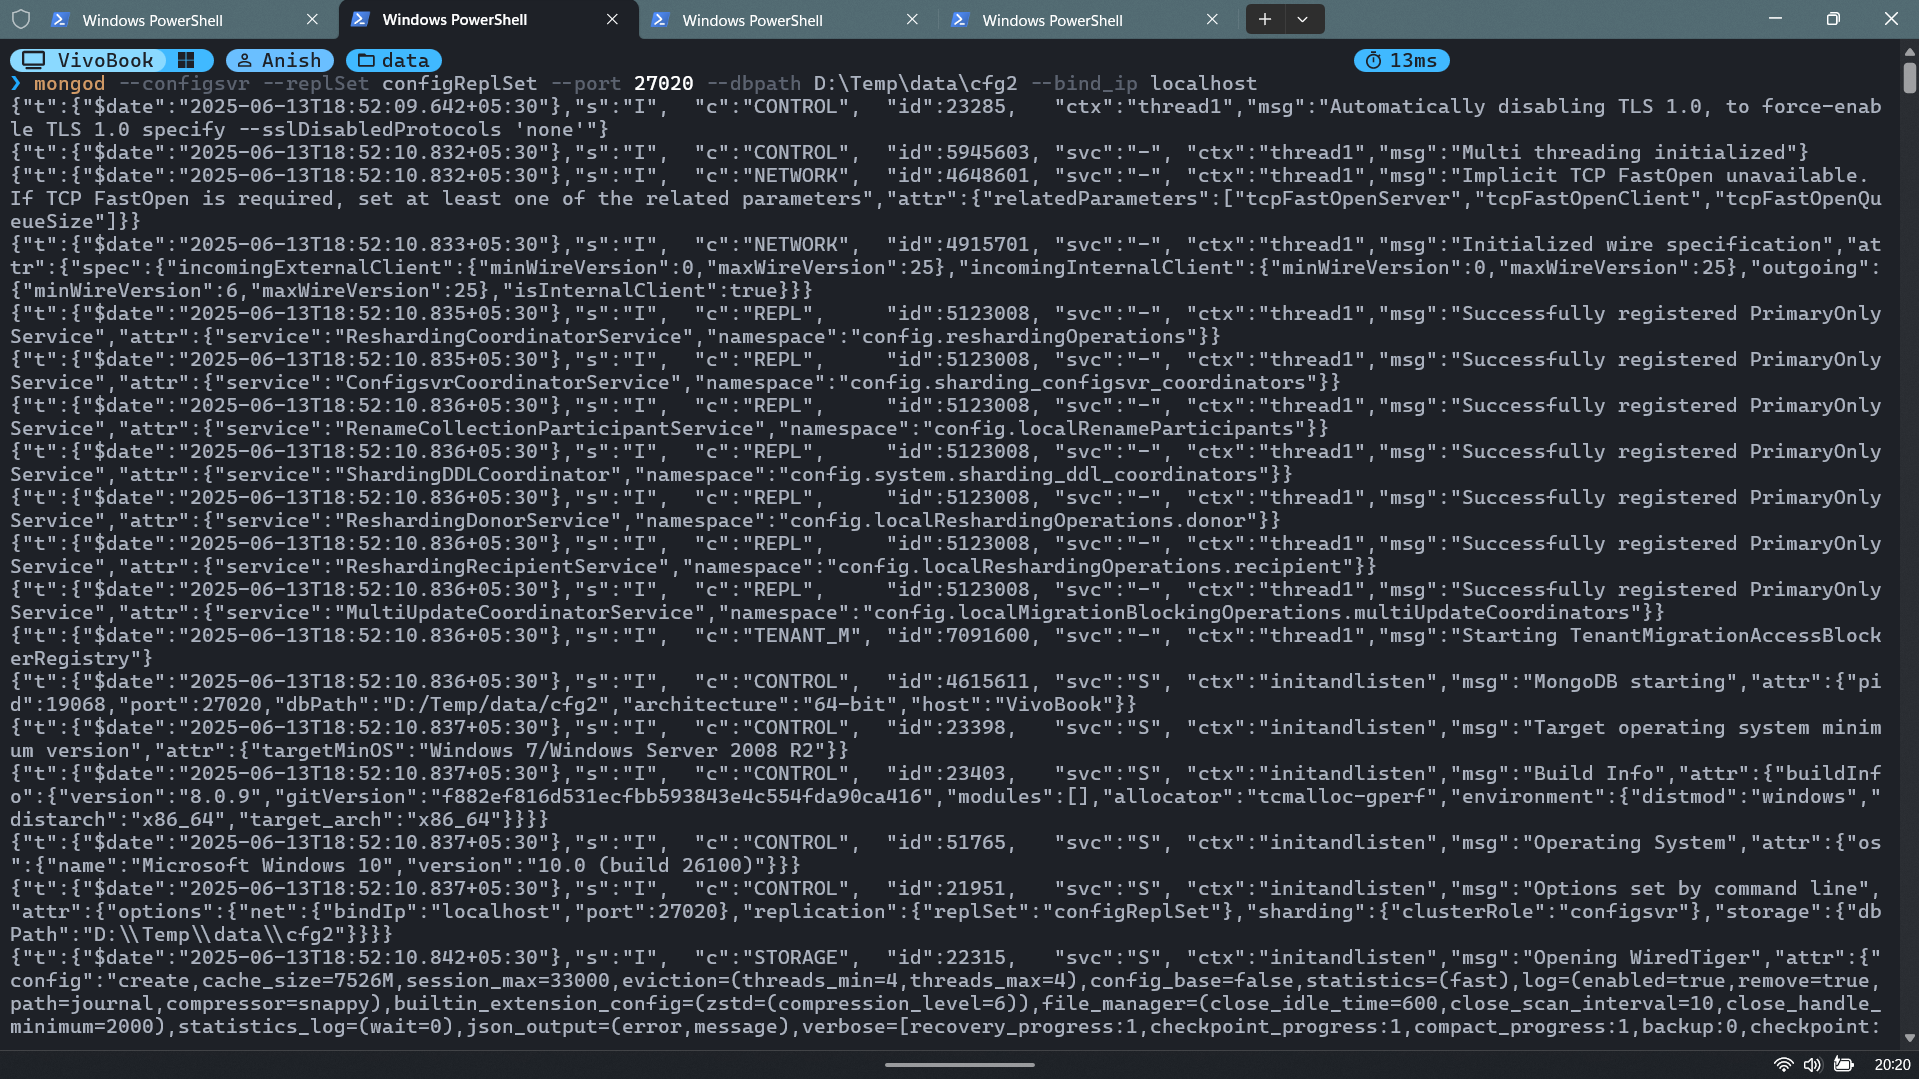 Windows PowerShell Windows PowerShell Windows PowerShell Windows PowerShell
VivoBook Anish data 13ms
❯ mongod --configsvr --replSet configReplSet --port 27020 --dbpath D:\Temp\data\cfg2 --bind_ip localhost
{"t":{"$date":"2025-06-13T18:52:09.642+05:30"},"s":"I",  "c":"CONTROL",  "id":23285,   "ctx":"thread1","msg":"Automatically disabling TLS 1.0, to force-enab
le TLS 1.0 specify --sslDisabledProtocols 'none'"}
{"t":{"$date":"2025-06-13T18:52:10.832+05:30"},"s":"I",  "c":"CONTROL",  "id":5945603, "svc":"-", "ctx":"thread1","msg":"Multi threading initialized"}
{"t":{"$date":"2025-06-13T18:52:10.832+05:30"},"s":"I",  "c":"NETWORK",  "id":4648601, "svc":"-", "ctx":"thread1","msg":"Implicit TCP FastOpen unavailable.
If TCP FastOpen is required, set at least one of the related parameters","attr":{"relatedParameters":["tcpFastOpenServer","tcpFastOpenClient","tcpFastOpenQu
eueSize"]}}
{"t":{"$date":"2025-06-13T18:52:10.833+05:30"},"s":"I",  "c":"NETWORK",  "id":4915701, "svc":"-", "ctx":"thread1","msg":"Initialized wire specification","at
tr":{"spec":{"incomingExternalClient":{"minWireVersion":0,"maxWireVersion":25},"incomingInternalClient":{"minWireVersion":0,"maxWireVersion":25},"outgoing":
{"minWireVersion":6,"maxWireVersion":25},"isInternalClient":true}}}
{"t":{"$date":"2025-06-13T18:52:10.835+05:30"},"s":"I",  "c":"REPL",     "id":5123008, "svc":"-", "ctx":"thread1","msg":"Successfully registered PrimaryOnly
Service","attr":{"service":"ReshardingCoordinatorService","namespace":"config.reshardingOperations"}}
{"t":{"$date":"2025-06-13T18:52:10.835+05:30"},"s":"I",  "c":"REPL",     "id":5123008, "svc":"-", "ctx":"thread1","msg":"Successfully registered PrimaryOnly
Service","attr":{"service":"ConfigsvrCoordinatorService","namespace":"config.sharding_configsvr_coordinators"}}
{"t":{"$date":"2025-06-13T18:52:10.836+05:30"},"s":"I",  "c":"REPL",     "id":5123008, "svc":"-", "ctx":"thread1","msg":"Successfully registered PrimaryOnly
Service","attr":{"service":"RenameCollectionParticipantService","namespace":"config.localRenameParticipants"}}
{"t":{"$date":"2025-06-13T18:52:10.836+05:30"},"s":"I",  "c":"REPL",     "id":5123008, "svc":"-", "ctx":"thread1","msg":"Successfully registered PrimaryOnly
Service","attr":{"service":"ShardingDDLCoordinator","namespace":"config.system.sharding_ddl_coordinators"}}
{"t":{"$date":"2025-06-13T18:52:10.836+05:30"},"s":"I",  "c":"REPL",     "id":5123008, "svc":"-", "ctx":"thread1","msg":"Successfully registered PrimaryOnly
Service","attr":{"service":"ReshardingDonorService","namespace":"config.localReshardingOperations.donor"}}
{"t":{"$date":"2025-06-13T18:52:10.836+05:30"},"s":"I",  "c":"REPL",     "id":5123008, "svc":"-", "ctx":"thread1","msg":"Successfully registered PrimaryOnly
Service","attr":{"service":"ReshardingRecipientService","namespace":"config.localReshardingOperations.recipient"}}
{"t":{"$date":"2025-06-13T18:52:10.836+05:30"},"s":"I",  "c":"REPL",     "id":5123008, "svc":"-", "ctx":"thread1","msg":"Successfully registered PrimaryOnly
Service","attr":{"service":"MultiUpdateCoordinatorService","namespace":"config.localMigrationBlockingOperations.multiUpdateCoordinators"}}
{"t":{"$date":"2025-06-13T18:52:10.836+05:30"},"s":"I",  "c":"TENANT_M", "id":7091600, "svc":"-", "ctx":"thread1","msg":"Starting TenantMigrationAccessBlock
erRegistry"}
{"t":{"$date":"2025-06-13T18:52:10.836+05:30"},"s":"I",  "c":"CONTROL",  "id":4615611, "svc":"S", "ctx":"initandlisten","msg":"MongoDB starting","attr":{"pi
d":19068,"port":27020,"dbPath":"D:/Temp/data/cfg2","architecture":"64-bit","host":"VivoBook"}}
{"t":{"$date":"2025-06-13T18:52:10.837+05:30"},"s":"I",  "c":"CONTROL",  "id":23398,   "svc":"S", "ctx":"initandlisten","msg":"Target operating system minim
um version","attr":{"targetMinOS":"Windows 7/Windows Server 2008 R2"}}
{"t":{"$date":"2025-06-13T18:52:10.837+05:30"},"s":"I",  "c":"CONTROL",  "id":23403,   "svc":"S", "ctx":"initandlisten","msg":"Build Info","attr":{"buildInf
o":{"version":"8.0.9","gitVersion":"f882ef816d531ecfbb593843e4c554fda90ca416","modules":[],"allocator":"tcmalloc-gperf","environment":{"distmod":"windows","
distarch":"x86_64","target_arch":"x86_64"}}}}
{"t":{"$date":"2025-06-13T18:52:10.837+05:30"},"s":"I",  "c":"CONTROL",  "id":51765,   "svc":"S", "ctx":"initandlisten","msg":"Operating System","attr":{"os
":{"name":"Microsoft Windows 10","version":"10.0 (build 26100)"}}}
{"t":{"$date":"2025-06-13T18:52:10.837+05:30"},"s":"I",  "c":"CONTROL",  "id":21951,   "svc":"S", "ctx":"initandlisten","msg":"Options set by command line",
"attr":{"options":{"net":{"bindIp":"localhost","port":27020},"replication":{"replSet":"configReplSet"},"sharding":{"clusterRole":"configsvr"},"storage":{"db
Path":"D:\\Temp\\data\\cfg2"}}}}
{"t":{"$date":"2025-06-13T18:52:10.842+05:30"},"s":"I",  "c":"STORAGE",  "id":22315,   "svc":"S", "ctx":"initandlisten","msg":"Opening WiredTiger","attr":{"
config":"create,cache_size=7526M,session_max=33000,eviction=(threads_min=4,threads_max=4),config_base=false,statistics=(fast),log=(enabled=true,remove=true,
path=journal,compressor=snappy),builtin_extension_config=(zstd=(compression_level=6)),file_manager=(close_idle_time=600,close_scan_interval=10,close_handle_
minimum=2000),statistics_log=(wait=0),json_output=(error,message),verbose=[recovery_progress:1,checkpoint_progress:1,compact_progress:1,backup:0,checkpoint:
20:20